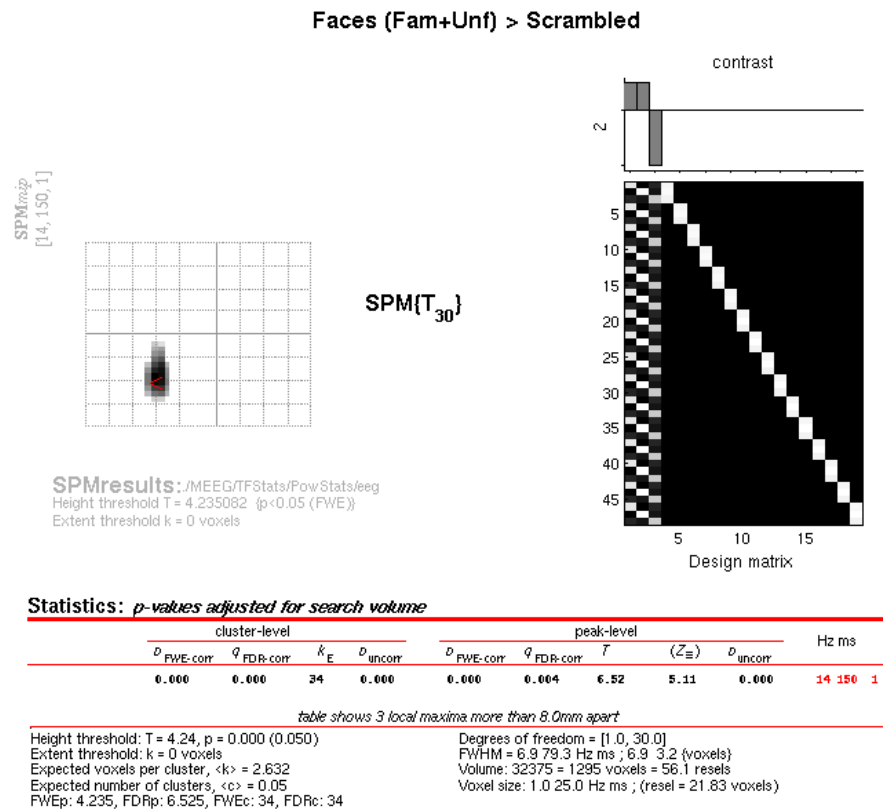 Faces (Fam+Unf) > Scrambled
contrast
2
SPMmip
[14, 150, 1]
SPM{T30}
5
10
15
20
25
30
35
40
45
5 10 15
Design matrix
SPMresults: ./MEEG/TFStats/PowStats/eeg
Height threshold T = 4.235082 {p<0.05 (FWE)}
Extent threshold k = 0 voxels
Statistics: p-values adjusted for search volume
cluster-level peak-level Hz ms
p FWE-corr q FDR-corr k E p uncorr p FWE-corr q FDR-corr T (Z≡) p uncorr
0.000 0.000 34 0.000 0.000 0.004 6.52 5.11 0.000 14 150 1
table shows 3 local maxima more than 8.0mm apart
Height threshold: T = 4.24, p = 0.000 (0.050)
Extent threshold: k = 0 voxels
Expected voxels per cluster, <k> = 2.632
Expected number of clusters, <c> = 0.05
FWEp: 4.235, FDRp: 6.525, FWEc: 34, FDRc: 34
Degrees of freedom = [1.0, 30.0]
FWHM = 6.9 79.3 Hz ms ; 6.9 3.2 {voxels}
Volume: 32375 = 1295 voxels = 56.1 resels
Voxel size: 1.0 25.0 Hz ms ; (resel = 21.83 voxels)